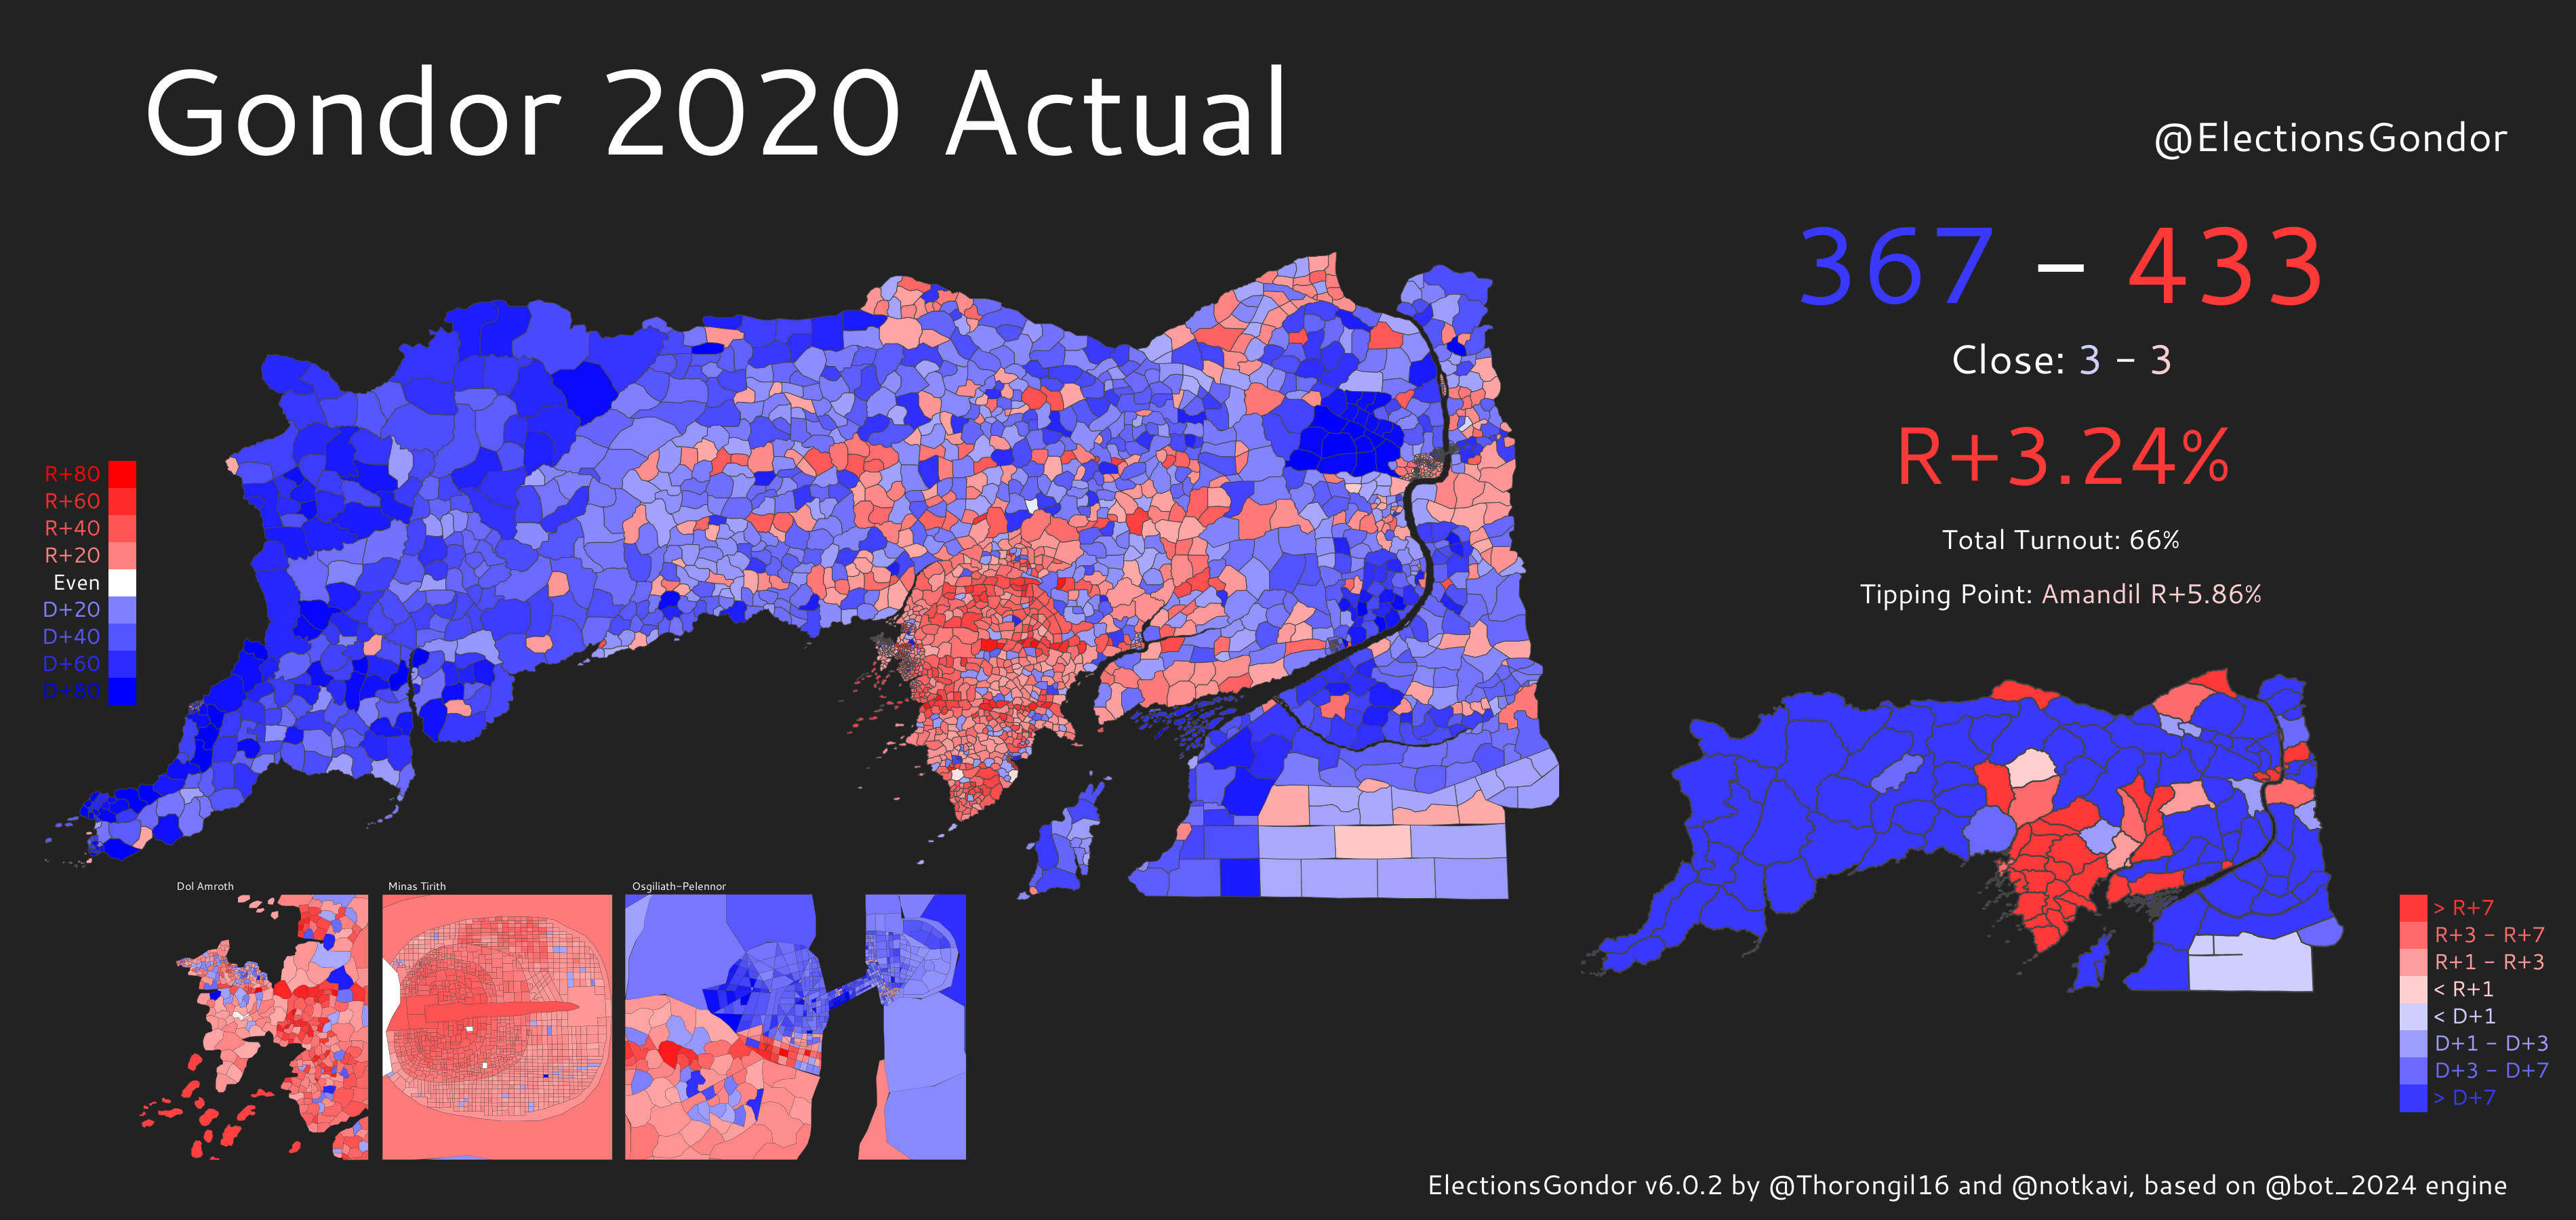 Gondor 2020 Actual
@ElectionsGondor
367 – 433
Close: 3 – 3
R+3.24%
Total Turnout: 66%
Tipping Point: Amandil R+5.86%
R+80
R+60
R+40
R+20
Even
D+20
D+40
D+60
D+80
Dol Amroth
Minas Tirith
Osgiliath-Pelennor
> R+7
R+3 - R+7
R+1 - R+3
< R+1
< D+1
D+1 - D+3
D+3 - D+7
> D+7
ElectionsGondor v6.0.2 by @Thorongil16 and @notkavi, based on @bot_2024 engine